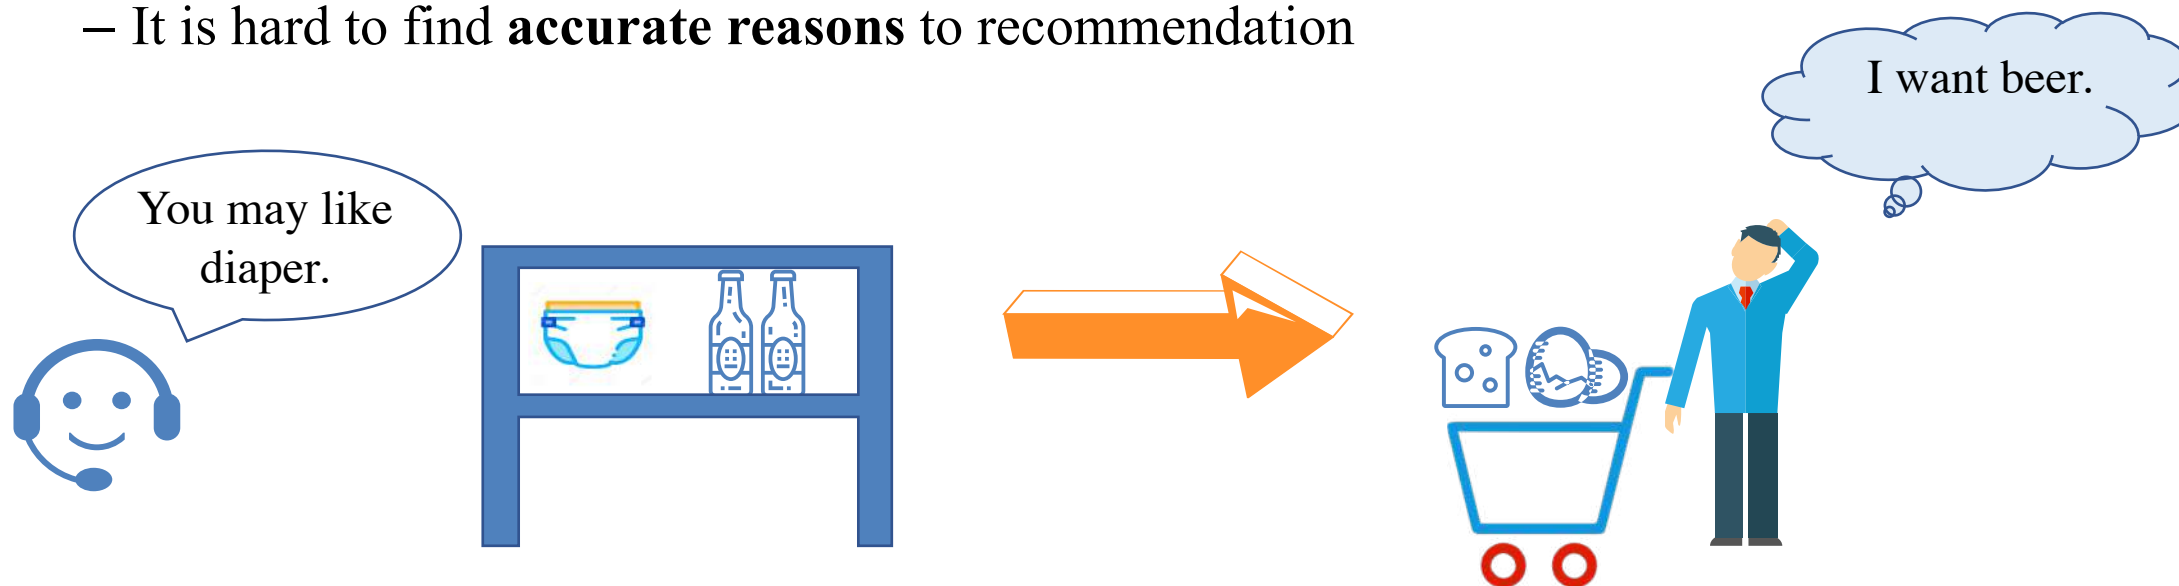 – It is hard to find accurate reasons to recommendation
I want beer.
You may like
diaper.